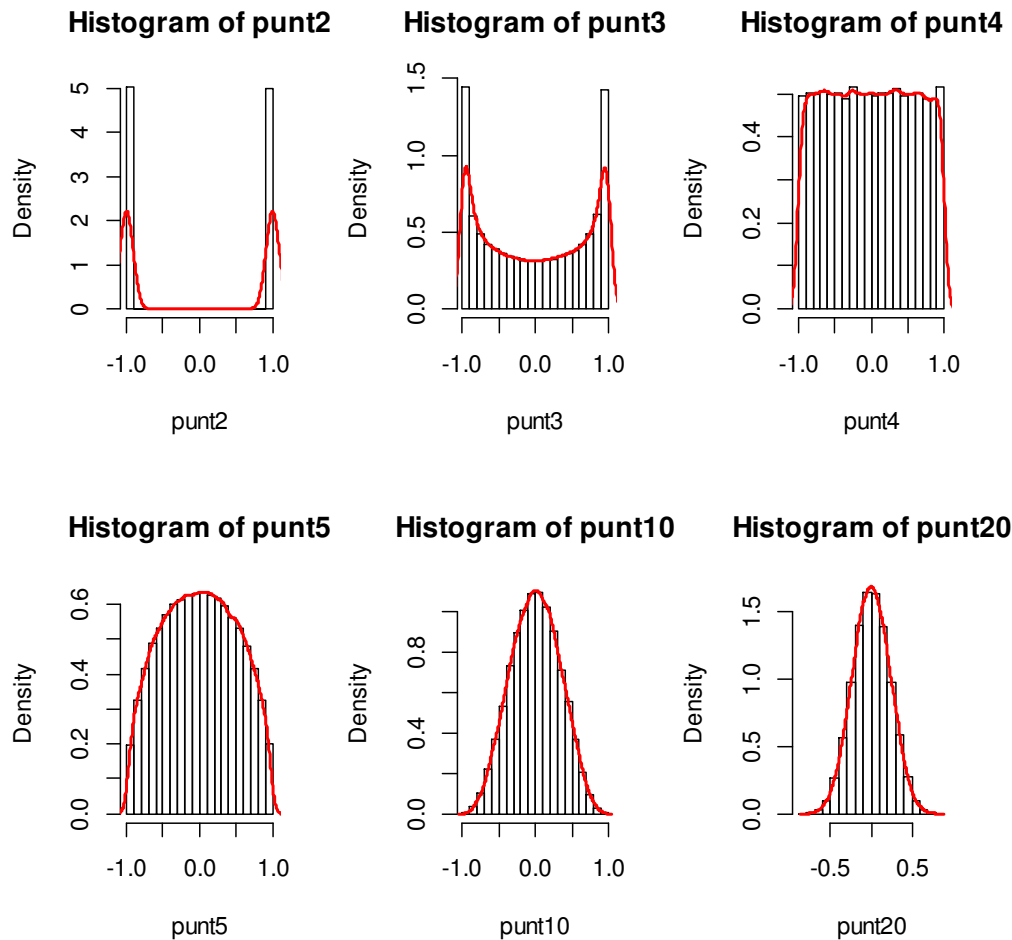 Histogram of punt2
Density
0 1 2 3 4 5
-1.0 0.0 1.0
punt2
Histogram of punt3
Density
0.0 0.5 1.0 1.5
-1.0 0.0 1.0
punt3
Histogram of punt4
Density
0.0 0.2 0.4
-1.0 0.0 1.0
punt4
Histogram of punt5
Density
0.0 0.2 0.4 0.6
-1.0 0.0 1.0
punt5
Histogram of punt10
Density
0.0 0.4 0.8
-1.0 0.0 1.0
punt10
Histogram of punt20
Density
0.0 0.5 1.0 1.5
-0.5 0.5
punt20